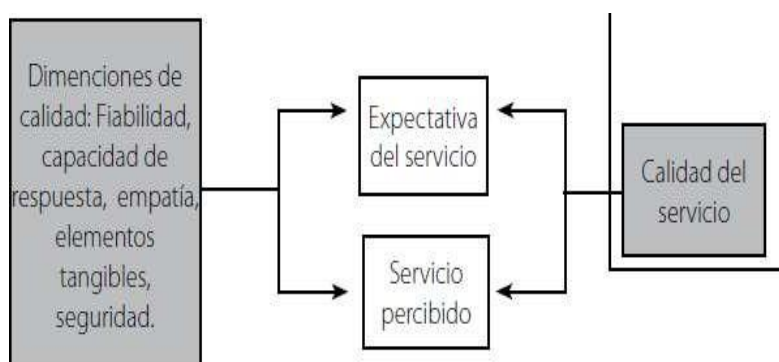 Dimenciones de
calidad: Fiabilidad,
capacidad de
respuesta, empatía,
elementos
tangibles,
seguridad.
Expectativa
del servicio
Servicio
percibido
Calidad del
servicio